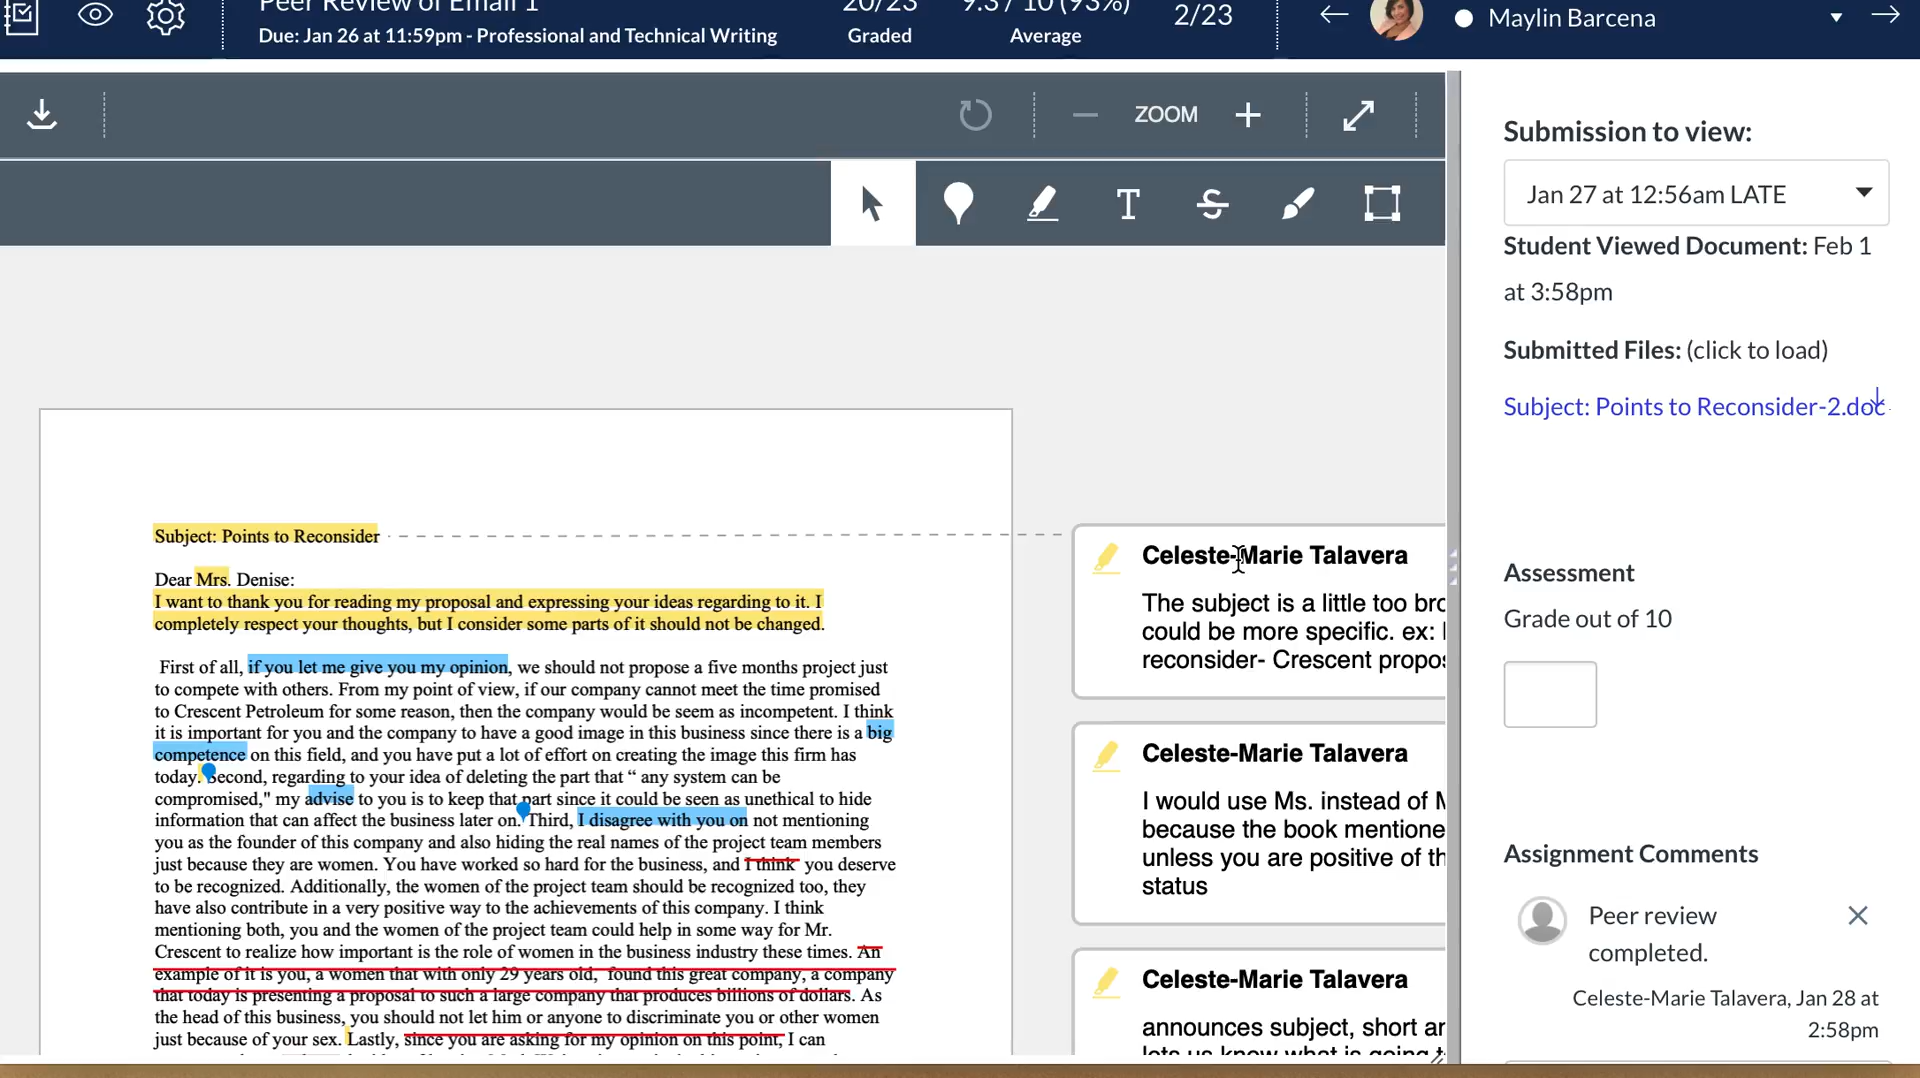 Peer Review of Email 1
20/23
9.3 / 10 (93%)
2/23
Maylin Barcena
Due: Jan 26 at 11:59pm - Professional and Technical Writing
Graded
Average
ZOOM
T
S
Subject: Points to Reconsider
Dear Mrs. Denise:
I want to thank you for reading my proposal and expressing your ideas regarding to it. I
completely respect your thoughts, but I consider some parts of it should not be changed.
First of all, if you let me give you my opinion, we should not propose a five months project just
to compete with others. From my point of view, if our company cannot meet the time promised
to Crescent Petroleum for some reason, then the company would be seem as incompetent. I think
it is important for you and the company to have a good image in this business since there is a big
competence on this field, and you have put a lot of effort on creating the image this firm has
today. Second, regarding to your idea of deleting the part that “ any system can be
compromised," my advise to you is to keep that part since it could be seen as unethical to hide
information that can affect the business later on. Third, I disagree with you on not mentioning
you as the founder of this company and also hiding the real names of the project team members
just because they are women. You have worked so hard for the business, and I think you deserve
to be recognized. Additionally, the women of the project team should be recognized too, they
have also contribute in a very positive way to the achievements of this company. I think
mentioning both, you and the women of the project team could help in some way for Mr.
Crescent to realize how important is the role of women in the business industry these times. An
example of it is you, a women that with only 29 years old, found this great company, a company
that today is presenting a proposal to such a large company that produces billions of dollars. As
the head of this business, you should not let him or anyone to discriminate you or other women
just because of your sex. Lastly, since you are asking for my opinion on this point, I can
Celeste-Marie Talavera
The subject is a little too bro
could be more specific. ex:
reconsider- Crescent propos
Celeste-Marie Talavera
I would use Ms. instead of M
because the book mentione
unless you are positive of th
status
Celeste-Marie Talavera
announces subject, short an
lets us know what is going t
Submission to view:
Jan 27 at 12:56am LATE
Student Viewed Document: Feb 1
at 3:58pm
Submitted Files: (click to load)
Subject: Points to Reconsider-2.doc
Assessment
Grade out of 10
Assignment Comments
Peer review
completed.
Celeste-Marie Talavera, Jan 28 at
2:58pm